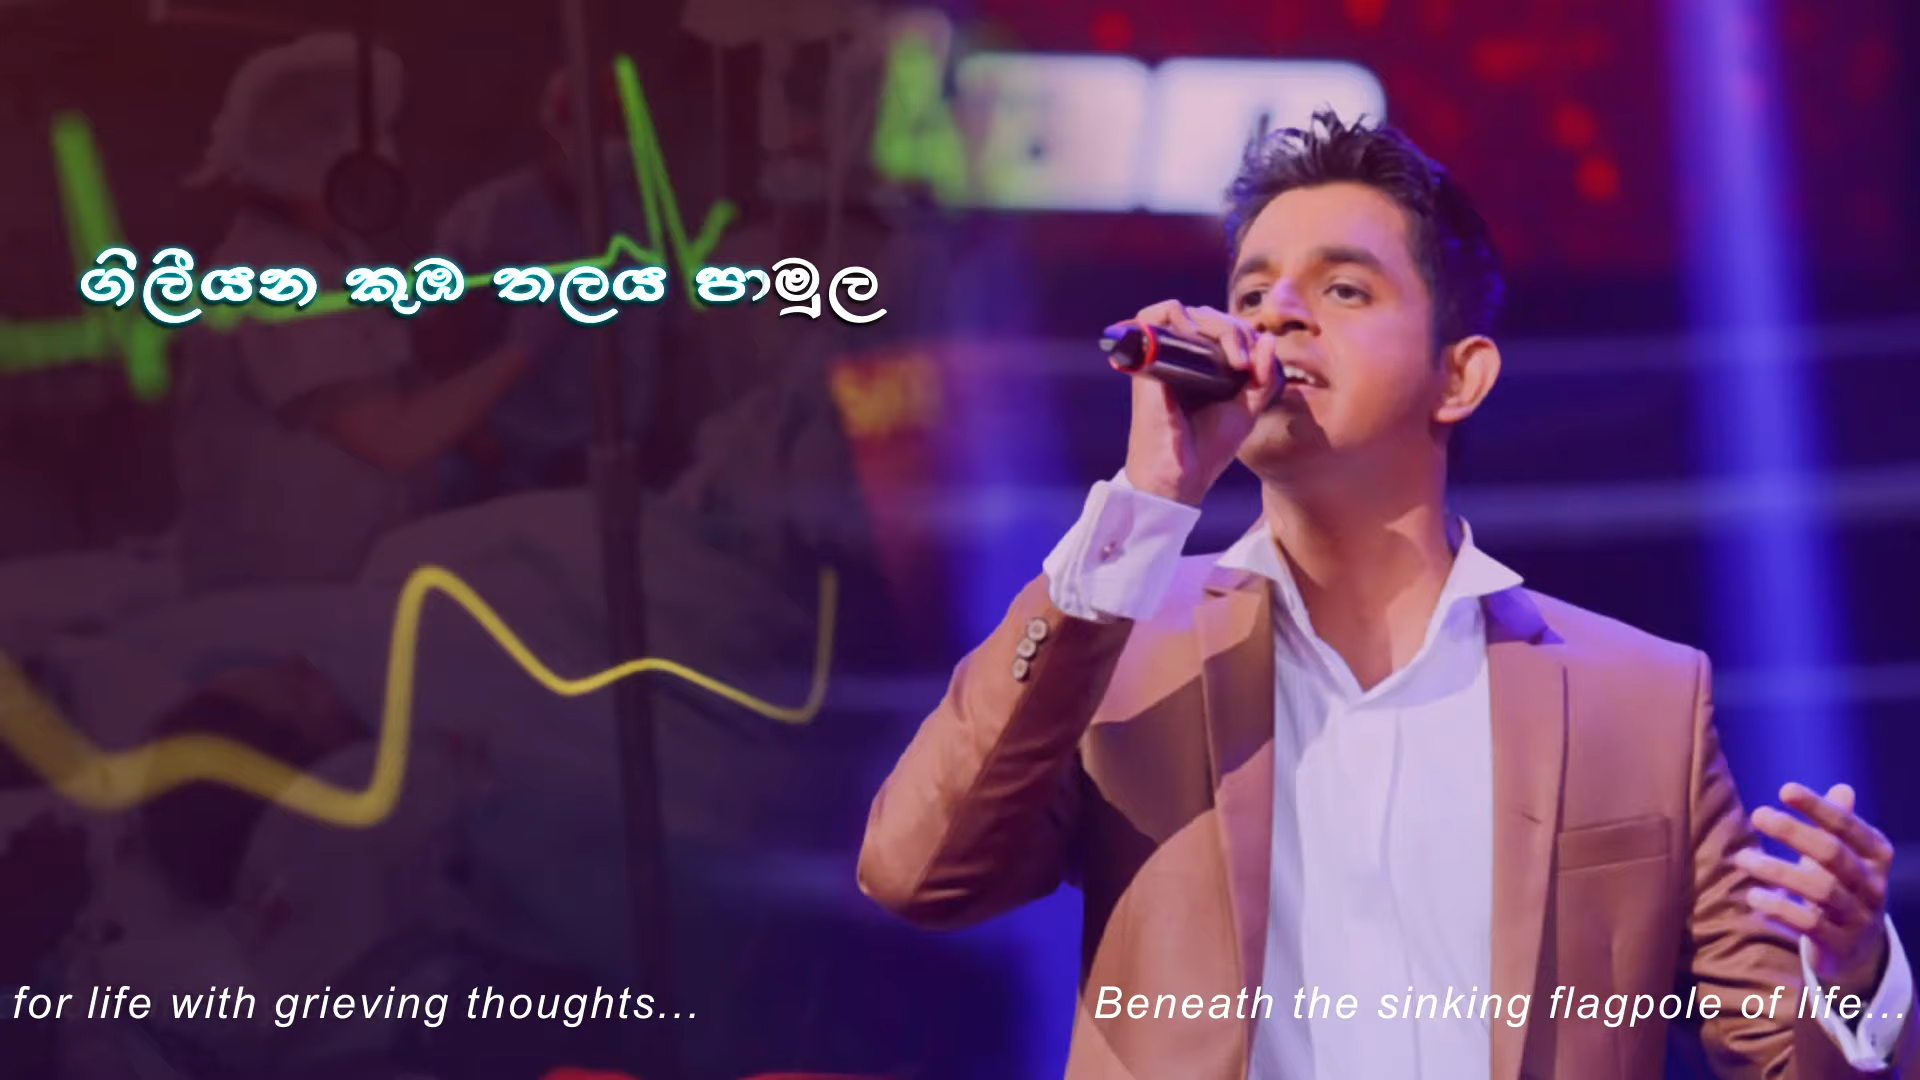 ගිලීයන කුඹ තලය පාමුල
for life with grieving thoughts...
Beneath the sinking flagpole of life...